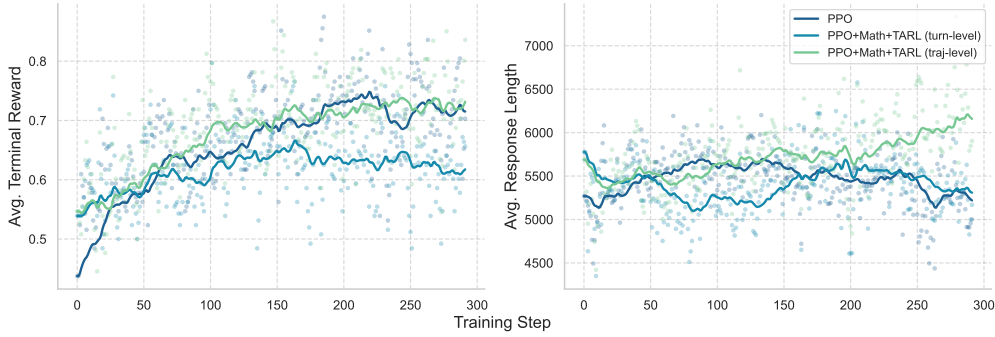 Avg. Terminal Reward
0.8
0.7
0.6
0.5
0 50 100 150 200 250 300
Avg. Response Length
7000
6500
6000
5500
5000
4500
0 50 100 150 200 250 300
PPO
PPO+Math+TARL (turn-level)
PPO+Math+TARL (traj-level)
Training Step